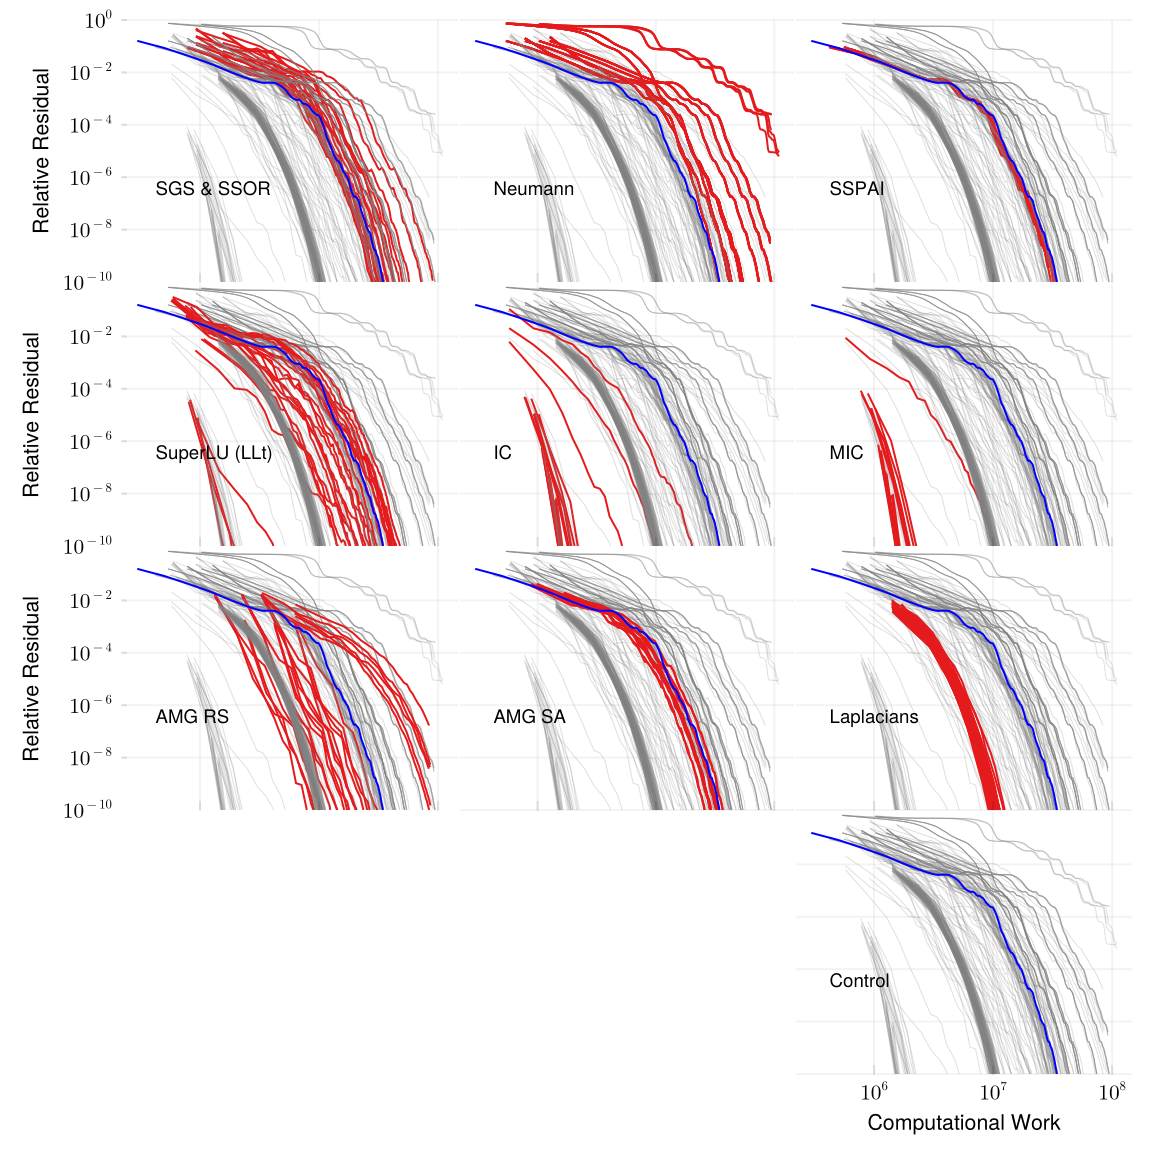 10^0
10^-2
10^-4
10^-6
10^-8
10^-10
Relative Residual
SGS & SSOR
Neumann
SSPAI
10^-2
10^-4
10^-6
10^-8
10^-10
Relative Residual
SuperLU (LLt)
IC
MIC
10^-2
10^-4
10^-6
10^-8
10^-10
Relative Residual
AMG RS
AMG SA
Laplacians
Control
10^6 10^7 10^8
Computational Work